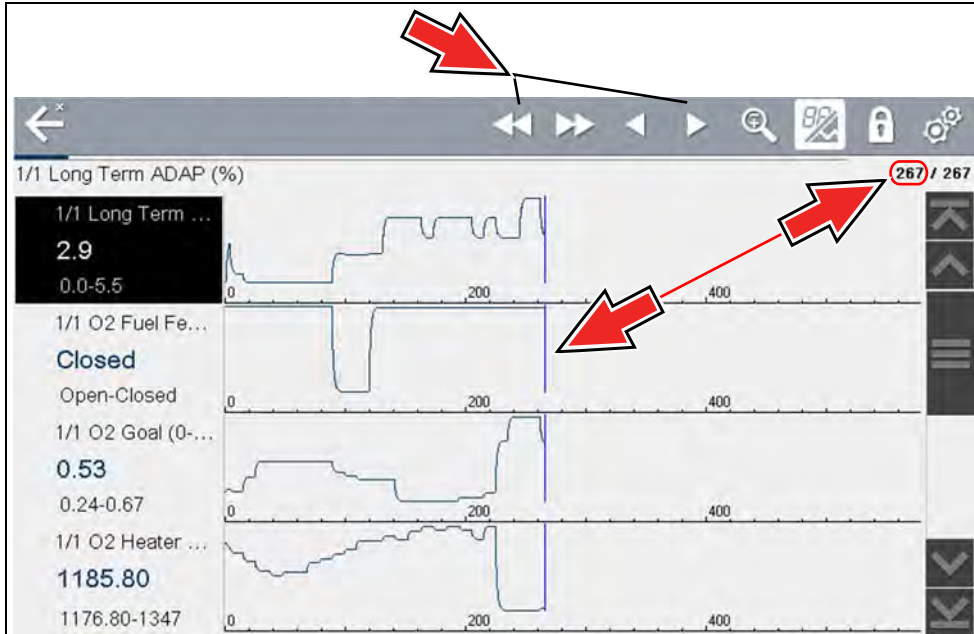 1/1 Long Term ADAP (%)
267 / 267
1/1 Long Term ...
2.9
0.0-5.5
0 200 400
1/1 O2 Fuel Fe...
Closed
Open-Closed
0 200 400
1/1 O2 Goal (0-...
0.53
0.24-0.67
0 200 400
1/1 O2 Heater ...
1185.80
1176.80-1347
0 200 400